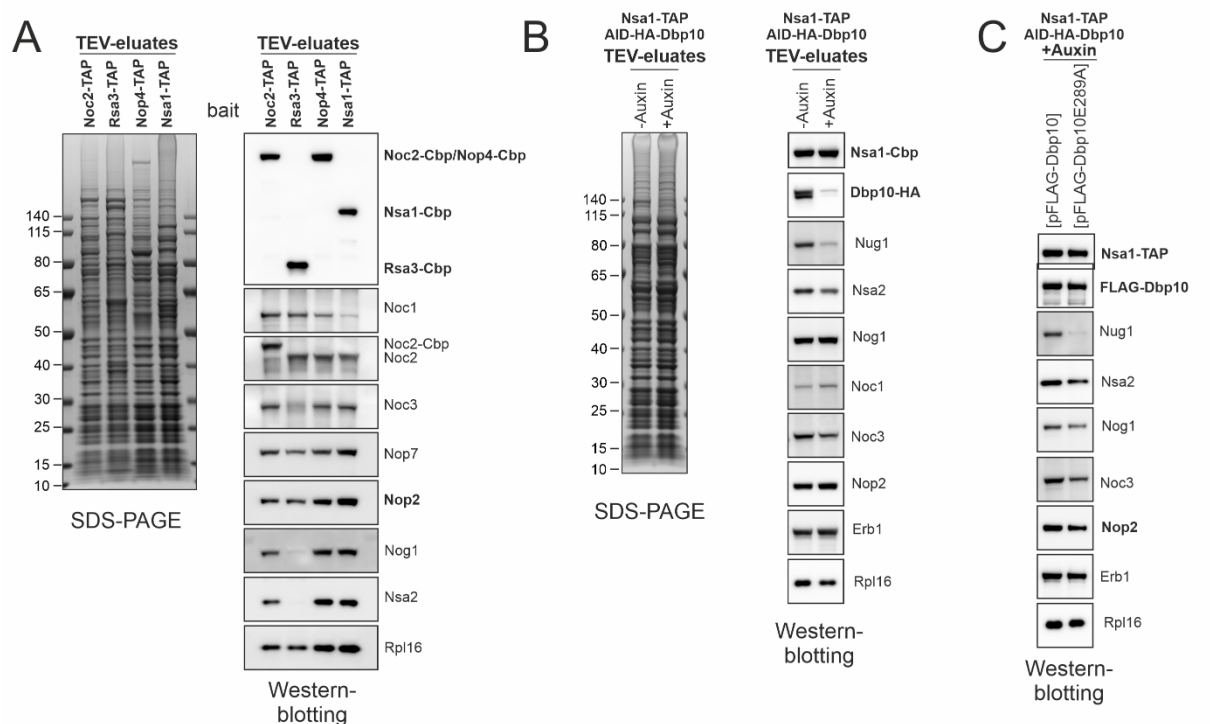 A
TEV-eluates
Noc2-TAP
Rsa3-TAP
Nop4-TAP
Nsa1-TAP
140
115
80
65
50
40
30
25
15
10
SDS-PAGE
TEV-eluates
bait
Noc2-TAP
Rsa3-TAP
Nop4-TAP
Nsa1-TAP
Noc2-Cbp/Nop4-Cbp
Nsa1-Cbp
Rsa3-Cbp
Noc1
Noc2-Cbp
Noc2
Noc3
Nop7
Nop2
Nog1
Nsa2
Rpl16
Western-
blotting
B
Nsa1-TAP
AID-HA-Dbp10
TEV-eluates
-Auxin
+Auxin
140
115
80
65
50
40
30
25
15
10
SDS-PAGE
Nsa1-TAP
AID-HA-Dbp10
TEV-eluates
-Auxin
+Auxin
Nsa1-Cbp
Dbp10-HA
Nug1
Nsa2
Nog1
Noc1
Noc3
Nop2
Erb1
Rpl16
Western-
blotting
C
Nsa1-TAP
AID-HA-Dbp10
+Auxin
[pFLAG-Dbp10]
[pFLAG-Dbp10E289A]
Nsa1-TAP
FLAG-Dbp10
Nug1
Nsa2
Nog1
Noc3
Nop2
Erb1
Rpl16
Western-
blotting